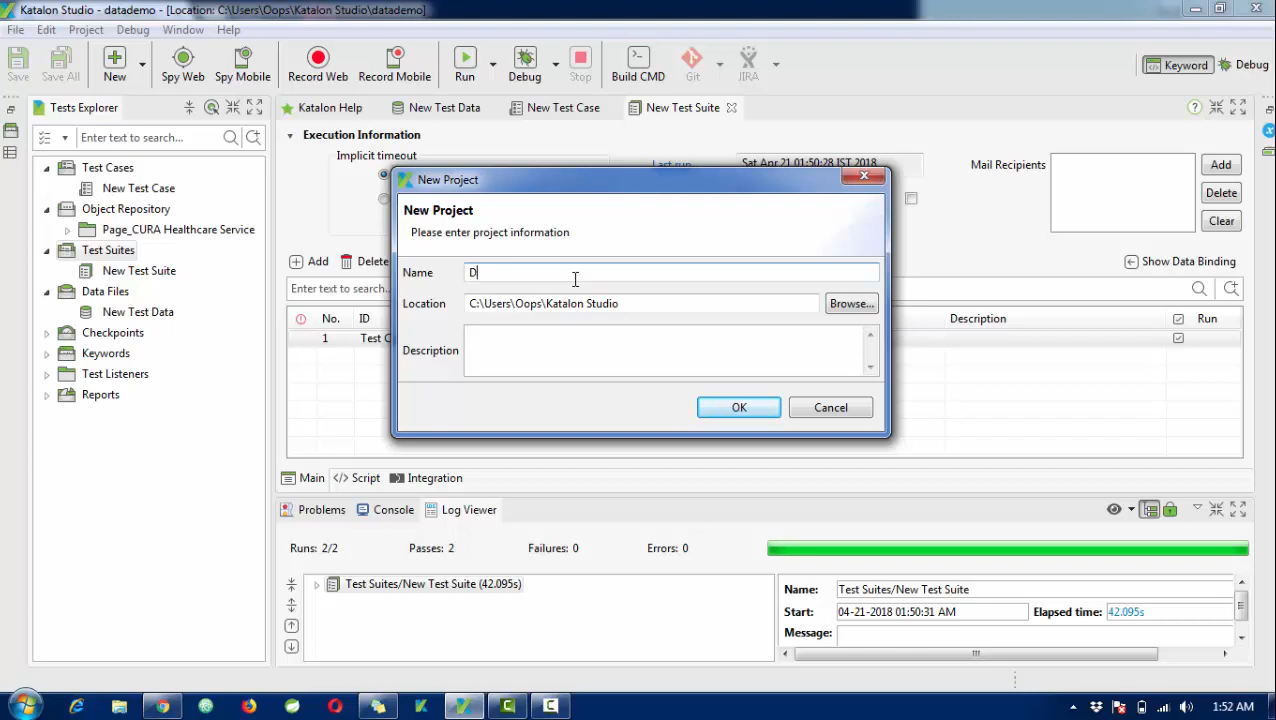 Katalon Studio - datademo - [Location: C:\Users\Oops\Katalon Studio\datademo]
File Edit Project Debug Window Help
Save Save All New Spy Web Spy Mobile Record Web Record Mobile Run Debug Stop Build CMD Git JIRA Keyword Debug
Tests Explorer
Katalon Help New Test Data New Test Case New Test Suite
Enter text to search...
Test Cases
New Test Case
Object Repository
Page_CURA Healthcare Service
Test Suites
New Test Suite
Data Files
New Test Data
Checkpoints
Keywords
Test Listeners
Reports
Execution Information
Implicit timeout
Last run
Sat Apr 21 01:50:28 IST 2018
Mail Recipients
Add
Delete
Clear
Add Delete
Show Data Binding
Enter text to search...
No. ID Description Run
1 Test C
New Project
New Project
Please enter project information
Name D
Location C:\Users\Oops\Katalon Studio Browse...
Description
OK Cancel
Main </> Script Integration
Problems Console Log Viewer
Runs: 2/2 Passes: 2 Failures: 0 Errors: 0
Test Suites/New Test Suite (42.095s)
Name: Test Suites/New Test Suite
Start: 04-21-2018 01:50:31 AM Elapsed time: 42.095s
Message:
1:52 AM